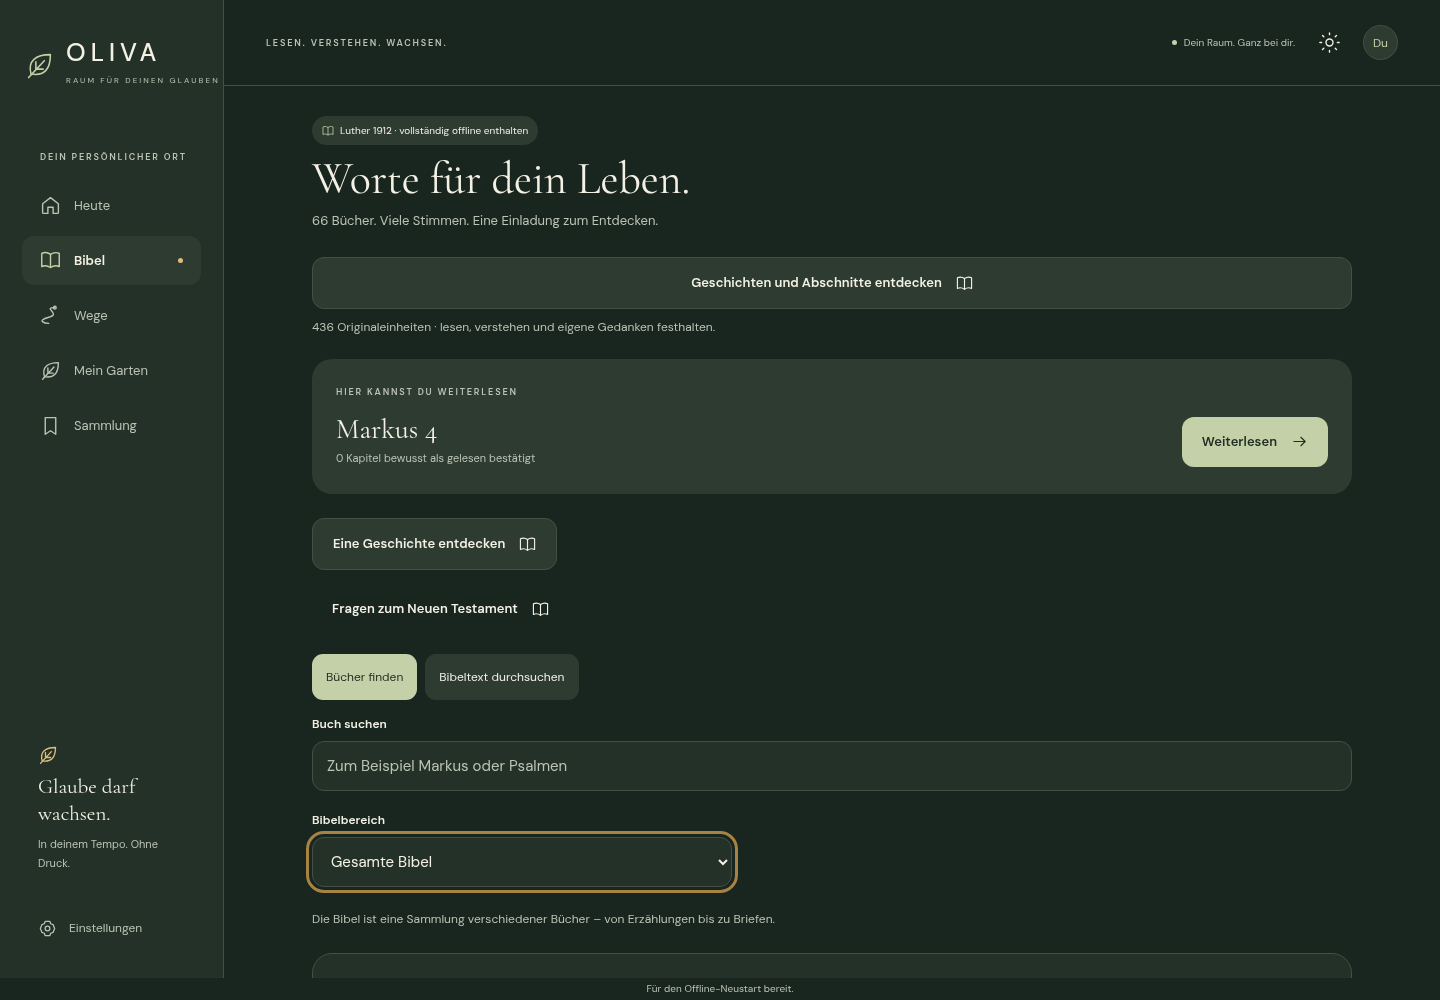 OLIVA
RAUM FÜR DEINEN GLAUBEN
DEIN PERSÖNLICHER ORT
Heute
Bibel
Wege
Mein Garten
Sammlung
Glaube darf
wachsen.
In deinem Tempo. Ohne
Druck.
Einstellungen
LESEN. VERSTEHEN. WACHSEN.
Dein Raum. Ganz bei dir.
Du
Luther 1912 · vollständig offline enthalten
Worte für dein Leben.
66 Bücher. Viele Stimmen. Eine Einladung zum Entdecken.
Geschichten und Abschnitte entdecken
436 Originaleinheiten · lesen, verstehen und eigene Gedanken festhalten.
HIER KANNST DU WEITERLESEN
Markus 4
0 Kapitel bewusst als gelesen bestätigt
Weiterlesen
Eine Geschichte entdecken
Fragen zum Neuen Testament
Bücher finden
Bibeltext durchsuchen
Buch suchen
Zum Beispiel Markus oder Psalmen
Bibelbereich
Gesamte Bibel
Die Bibel ist eine Sammlung verschiedener Bücher – von Erzählungen bis zu Briefen.
Für den Offline-Neustart bereit.